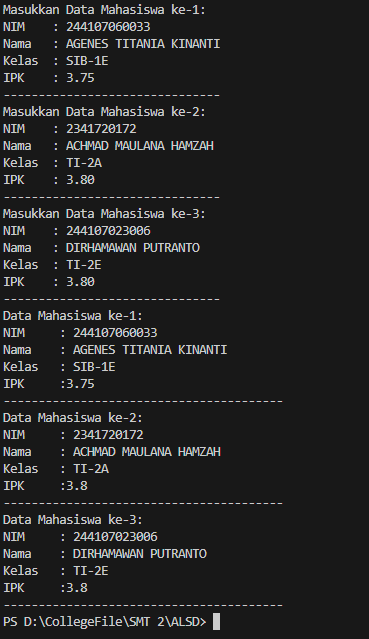 Masukkan Data Mahasiswa ke-1:
NIM    : 244107060033
Nama   : AGENES TITANIA KINANTI
Kelas  : SIB-1E
IPK    : 3.75
-------------------------------
Masukkan Data Mahasiswa ke-2:
NIM    : 2341720172
Nama   : ACHMAD MAULANA HAMZAH
Kelas  : TI-2A
IPK    : 3.80
-------------------------------
Masukkan Data Mahasiswa ke-3:
NIM    : 244107023006
Nama   : DIRHAMAWAN PUTRANTO
Kelas  : TI-2E
IPK    : 3.80
-------------------------------
Data Mahasiswa ke-1:
NIM     : 244107060033
Nama    : AGENES TITANIA KINANTI
Kelas   : SIB-1E
IPK     :3.75
----------------------------------------
Data Mahasiswa ke-2:
NIM     : 2341720172
Nama    : ACHMAD MAULANA HAMZAH
Kelas   : TI-2A
IPK     :3.8
----------------------------------------
Data Mahasiswa ke-3:
NIM     : 244107023006
Nama    : DIRHAMAWAN PUTRANTO
Kelas   : TI-2E
IPK     :3.8
----------------------------------------
PS D:\CollegeFile\SMT 2\ALSD>